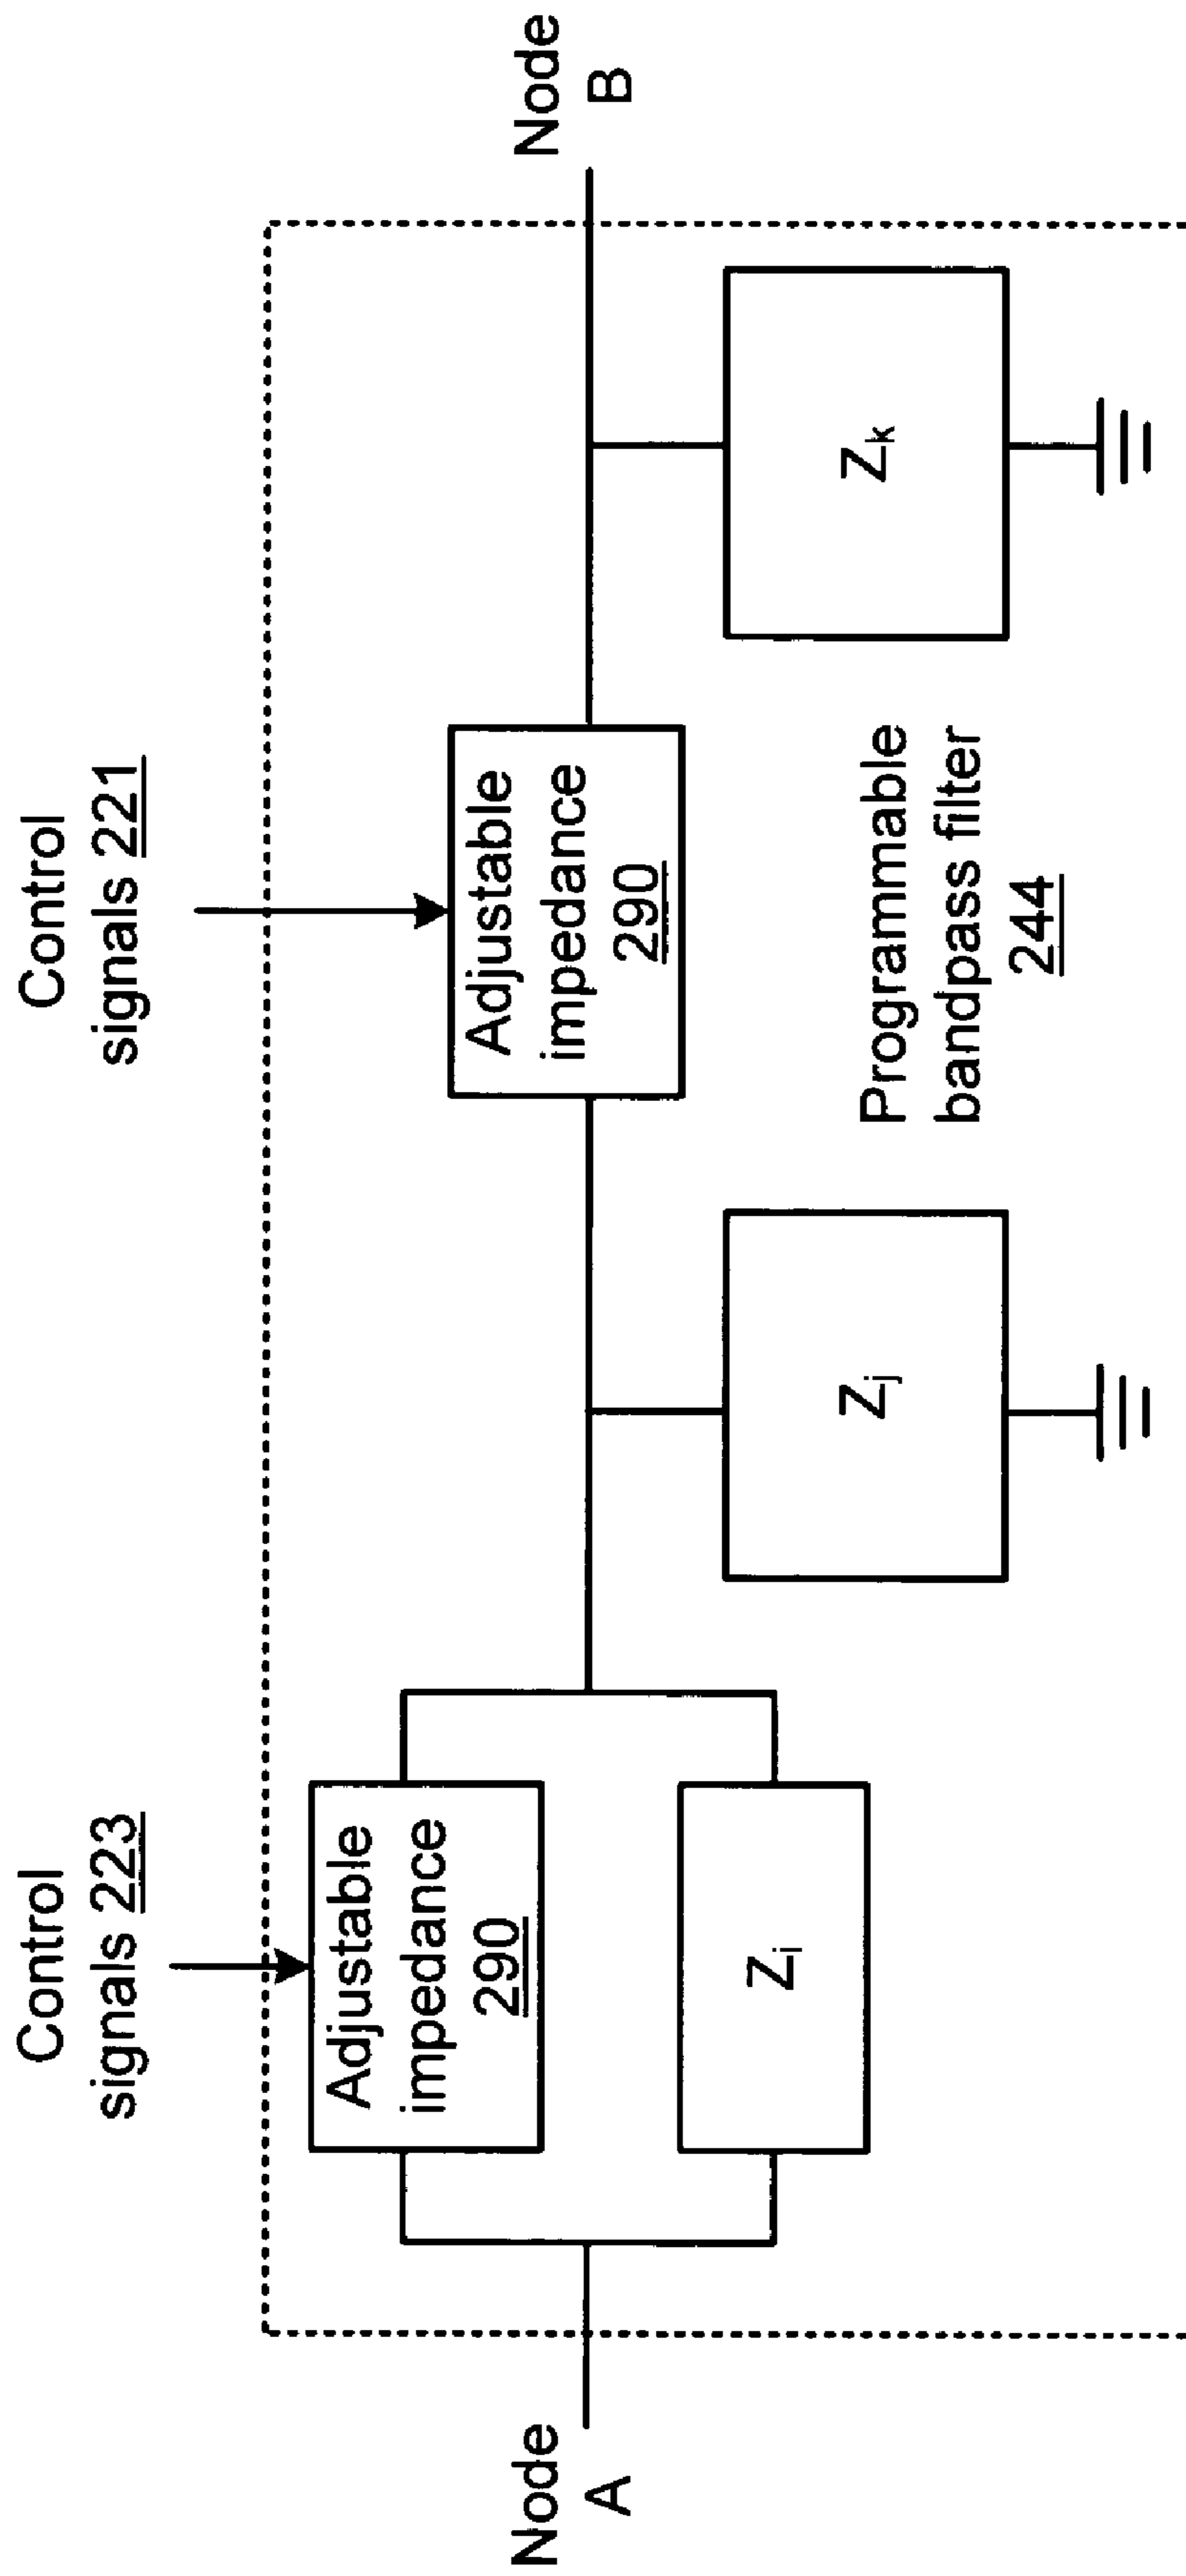 Control
signals 223
Control
signals 221
Adjustable
impedance
290
Adjustable
impedance
290
Node
A
Node
B
Zi
Zj
Zk
Programmable
bandpass filter
244